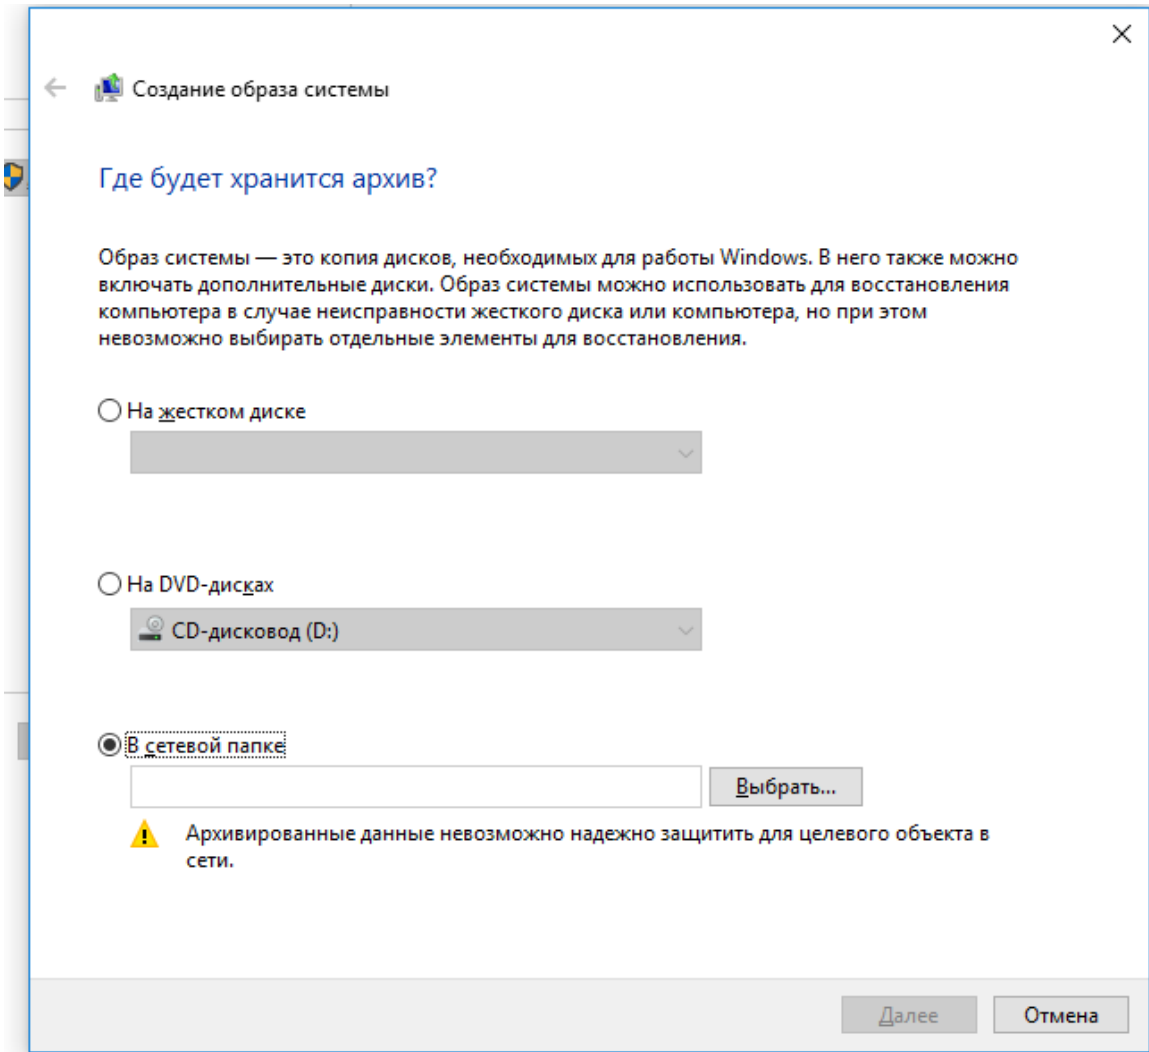 Создание образа системы
Где будет хранится архив?
Образ системы — это копия дисков, необходимых для работы Windows. В него также можно
включать дополнительные диски. Образ системы можно использовать для восстановления
компьютера в случае неисправности жесткого диска или компьютера, но при этом
невозможно выбирать отдельные элементы для восстановления.
На жестком диске
На DVD-дисках
CD-дисковод (D:)
В сетевой папке
Выбрать...
Архивированные данные невозможно надежно защитить для целевого объекта в
сети.
Далее
Отмена